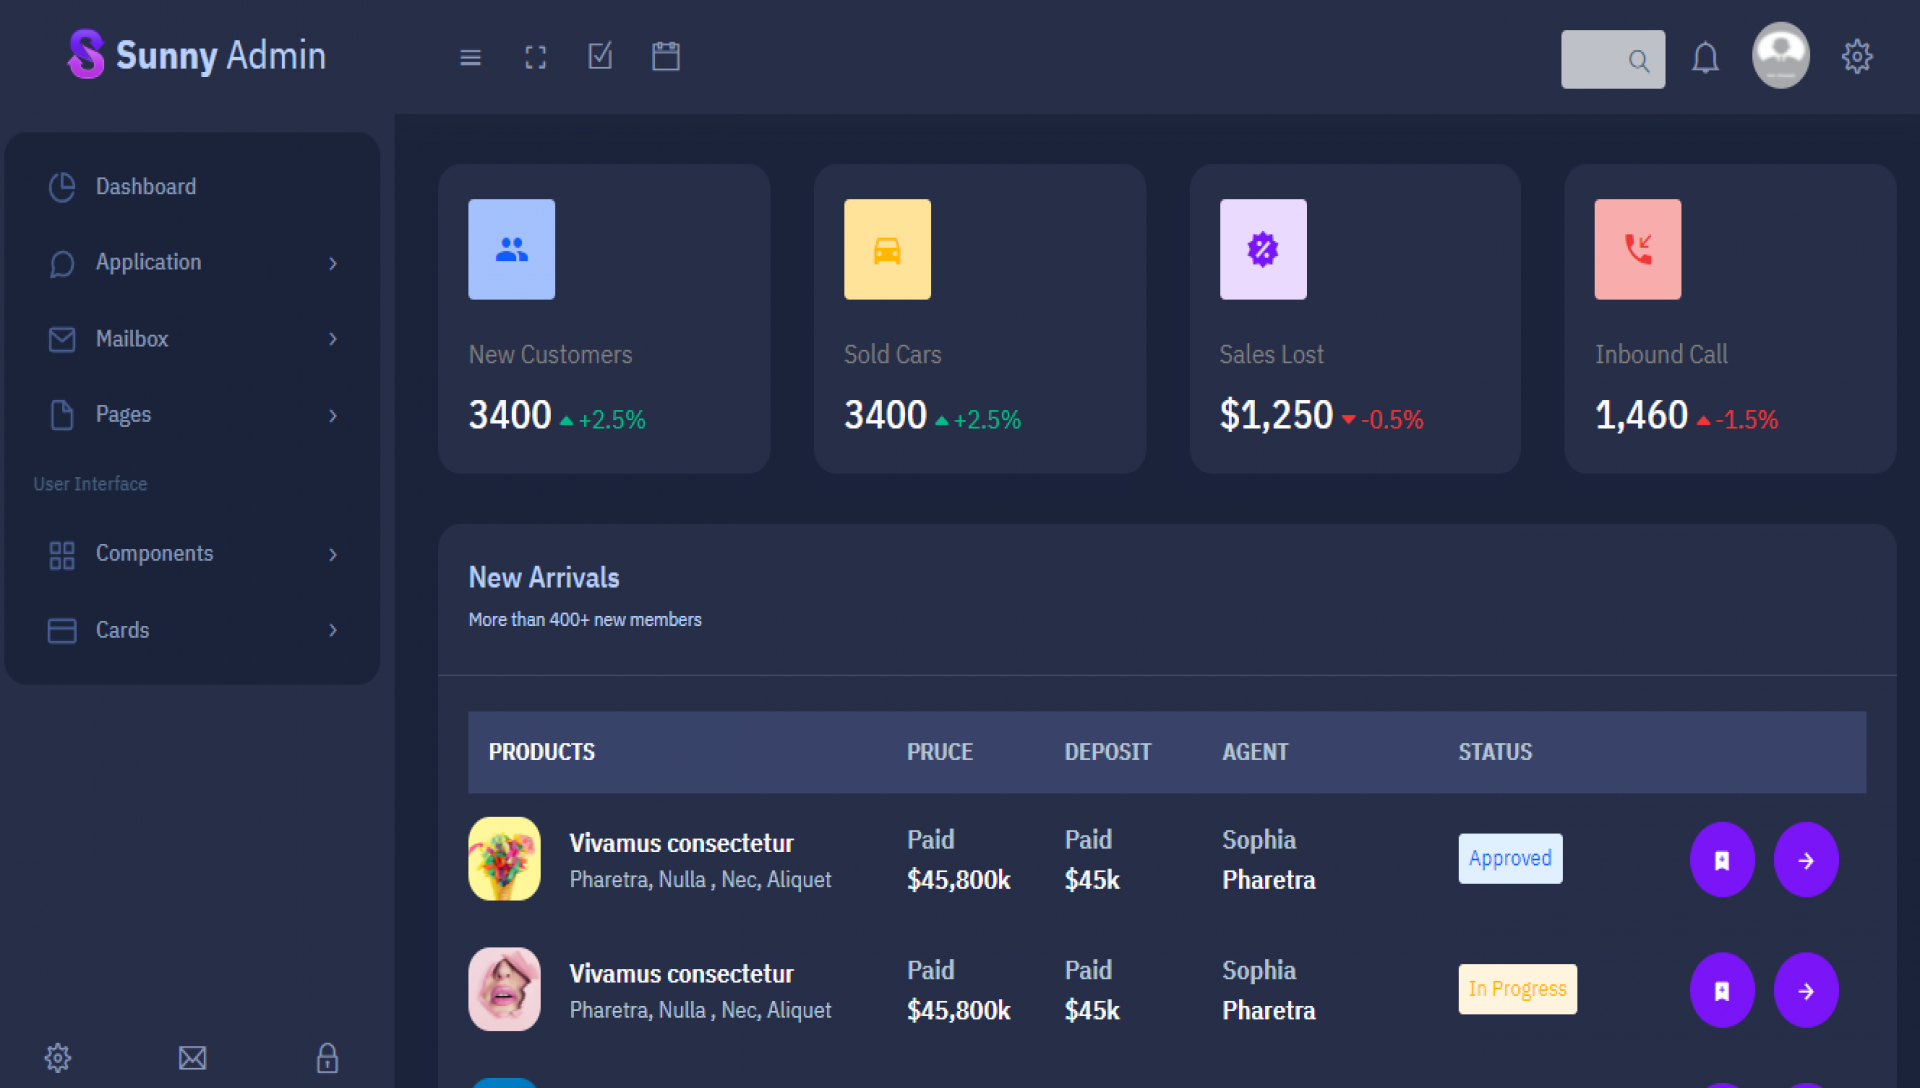 Sunny Admin
Dashboard
Application
Mailbox
Pages
User Interface
Components
Cards
New Customers
3400 +2.5%
Sold Cars
3400 +2.5%
Sales Lost
$1,250 -0.5%
Inbound Call
1,460 -1.5%
New Arrivals
More than 400+ new members
PRODUCTS PRUCE DEPOSIT AGENT STATUS
Vivamus consectetur Paid Paid Sophia Approved
Pharetra, Nulla , Nec, Aliquet $45,800k $45k Pharetra
Vivamus consectetur Paid Paid Sophia In Progress
Pharetra, Nulla , Nec, Aliquet $45,800k $45k Pharetra